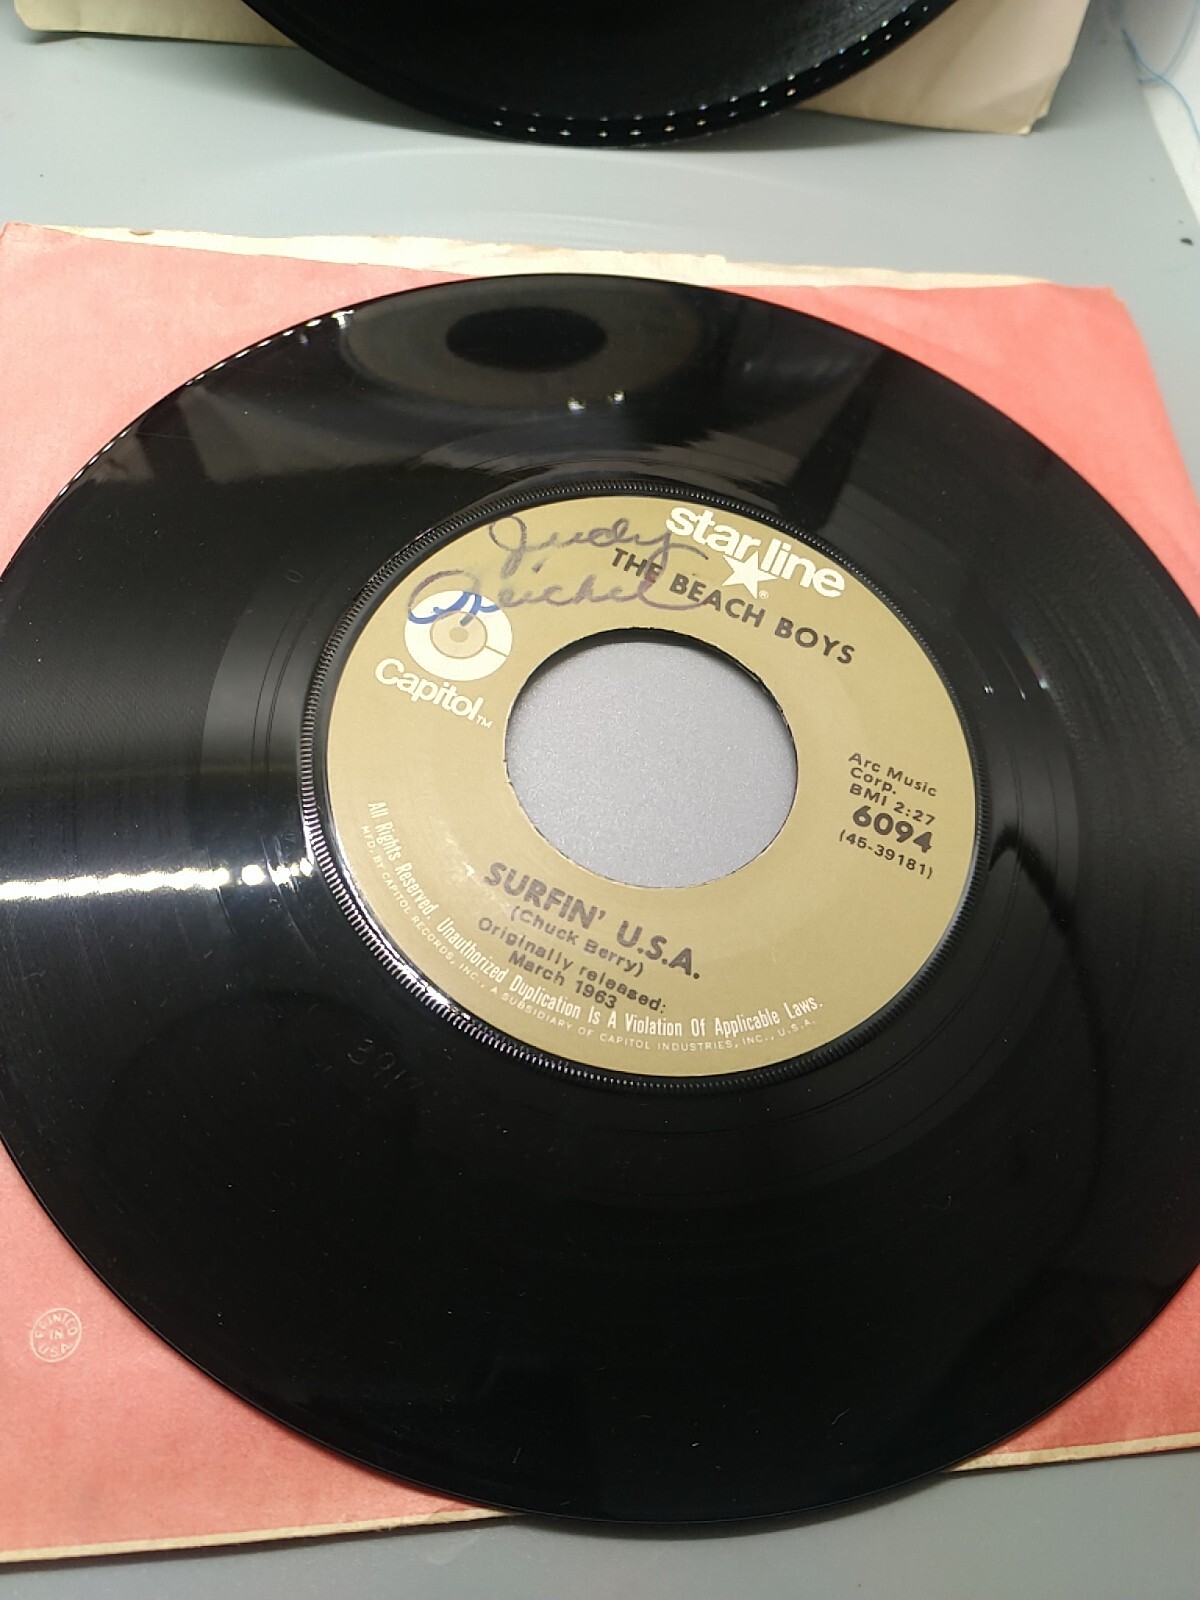 star line
®
Judy
THE BEACH BOYS
Reichel
Capitol
TM
Arc Music
Corp.
BMI 2:27
6094
(45-39181)
SURFIN' U.S.A.
(Chuck Berry)
Originally released:
March 1963
All Rights Reserved. Unauthorized Duplication Is A Violation Of Applicable Laws.
MFD. BY CAPITOL RECORDS, INC., A SUBSIDIARY OF CAPITOL INDUSTRIES, INC., U.S.A.
PRINTED
IN
USA